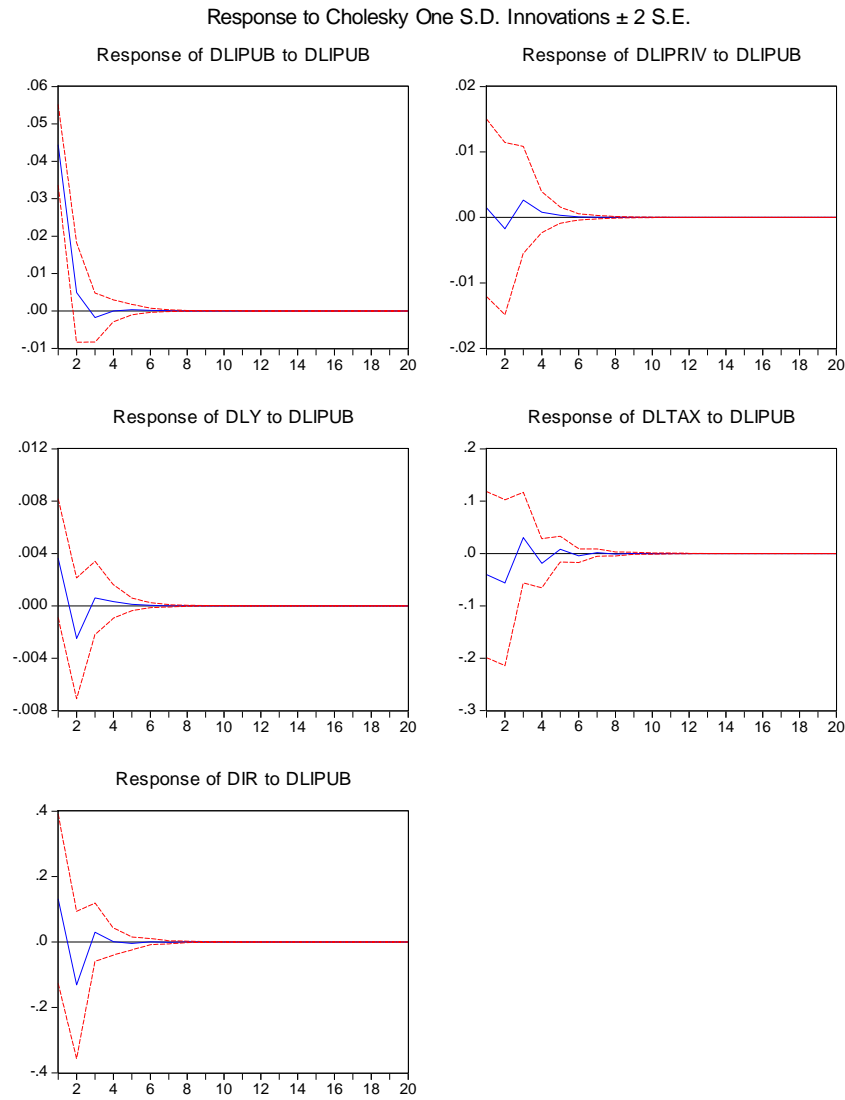 Response to Cholesky One S.D. Innovations ± 2 S.E.
Response of DLIPUB to DLIPUB
.06
.05
.04
.03
.02
.01
.00
-.01
2 4 6 8 10 12 14 16 18 20
Response of DLIPRIV to DLIPUB
.02
.01
.00
-.01
-.02
2 4 6 8 10 12 14 16 18 20
Response of DLY to DLIPUB
.012
.008
.004
.000
-.004
-.008
2 4 6 8 10 12 14 16 18 20
Response of DLTAX to DLIPUB
.2
.1
.0
-.1
-.2
-.3
2 4 6 8 10 12 14 16 18 20
Response of DIR to DLIPUB
.4
.2
.0
-.2
-.4
2 4 6 8 10 12 14 16 18 20